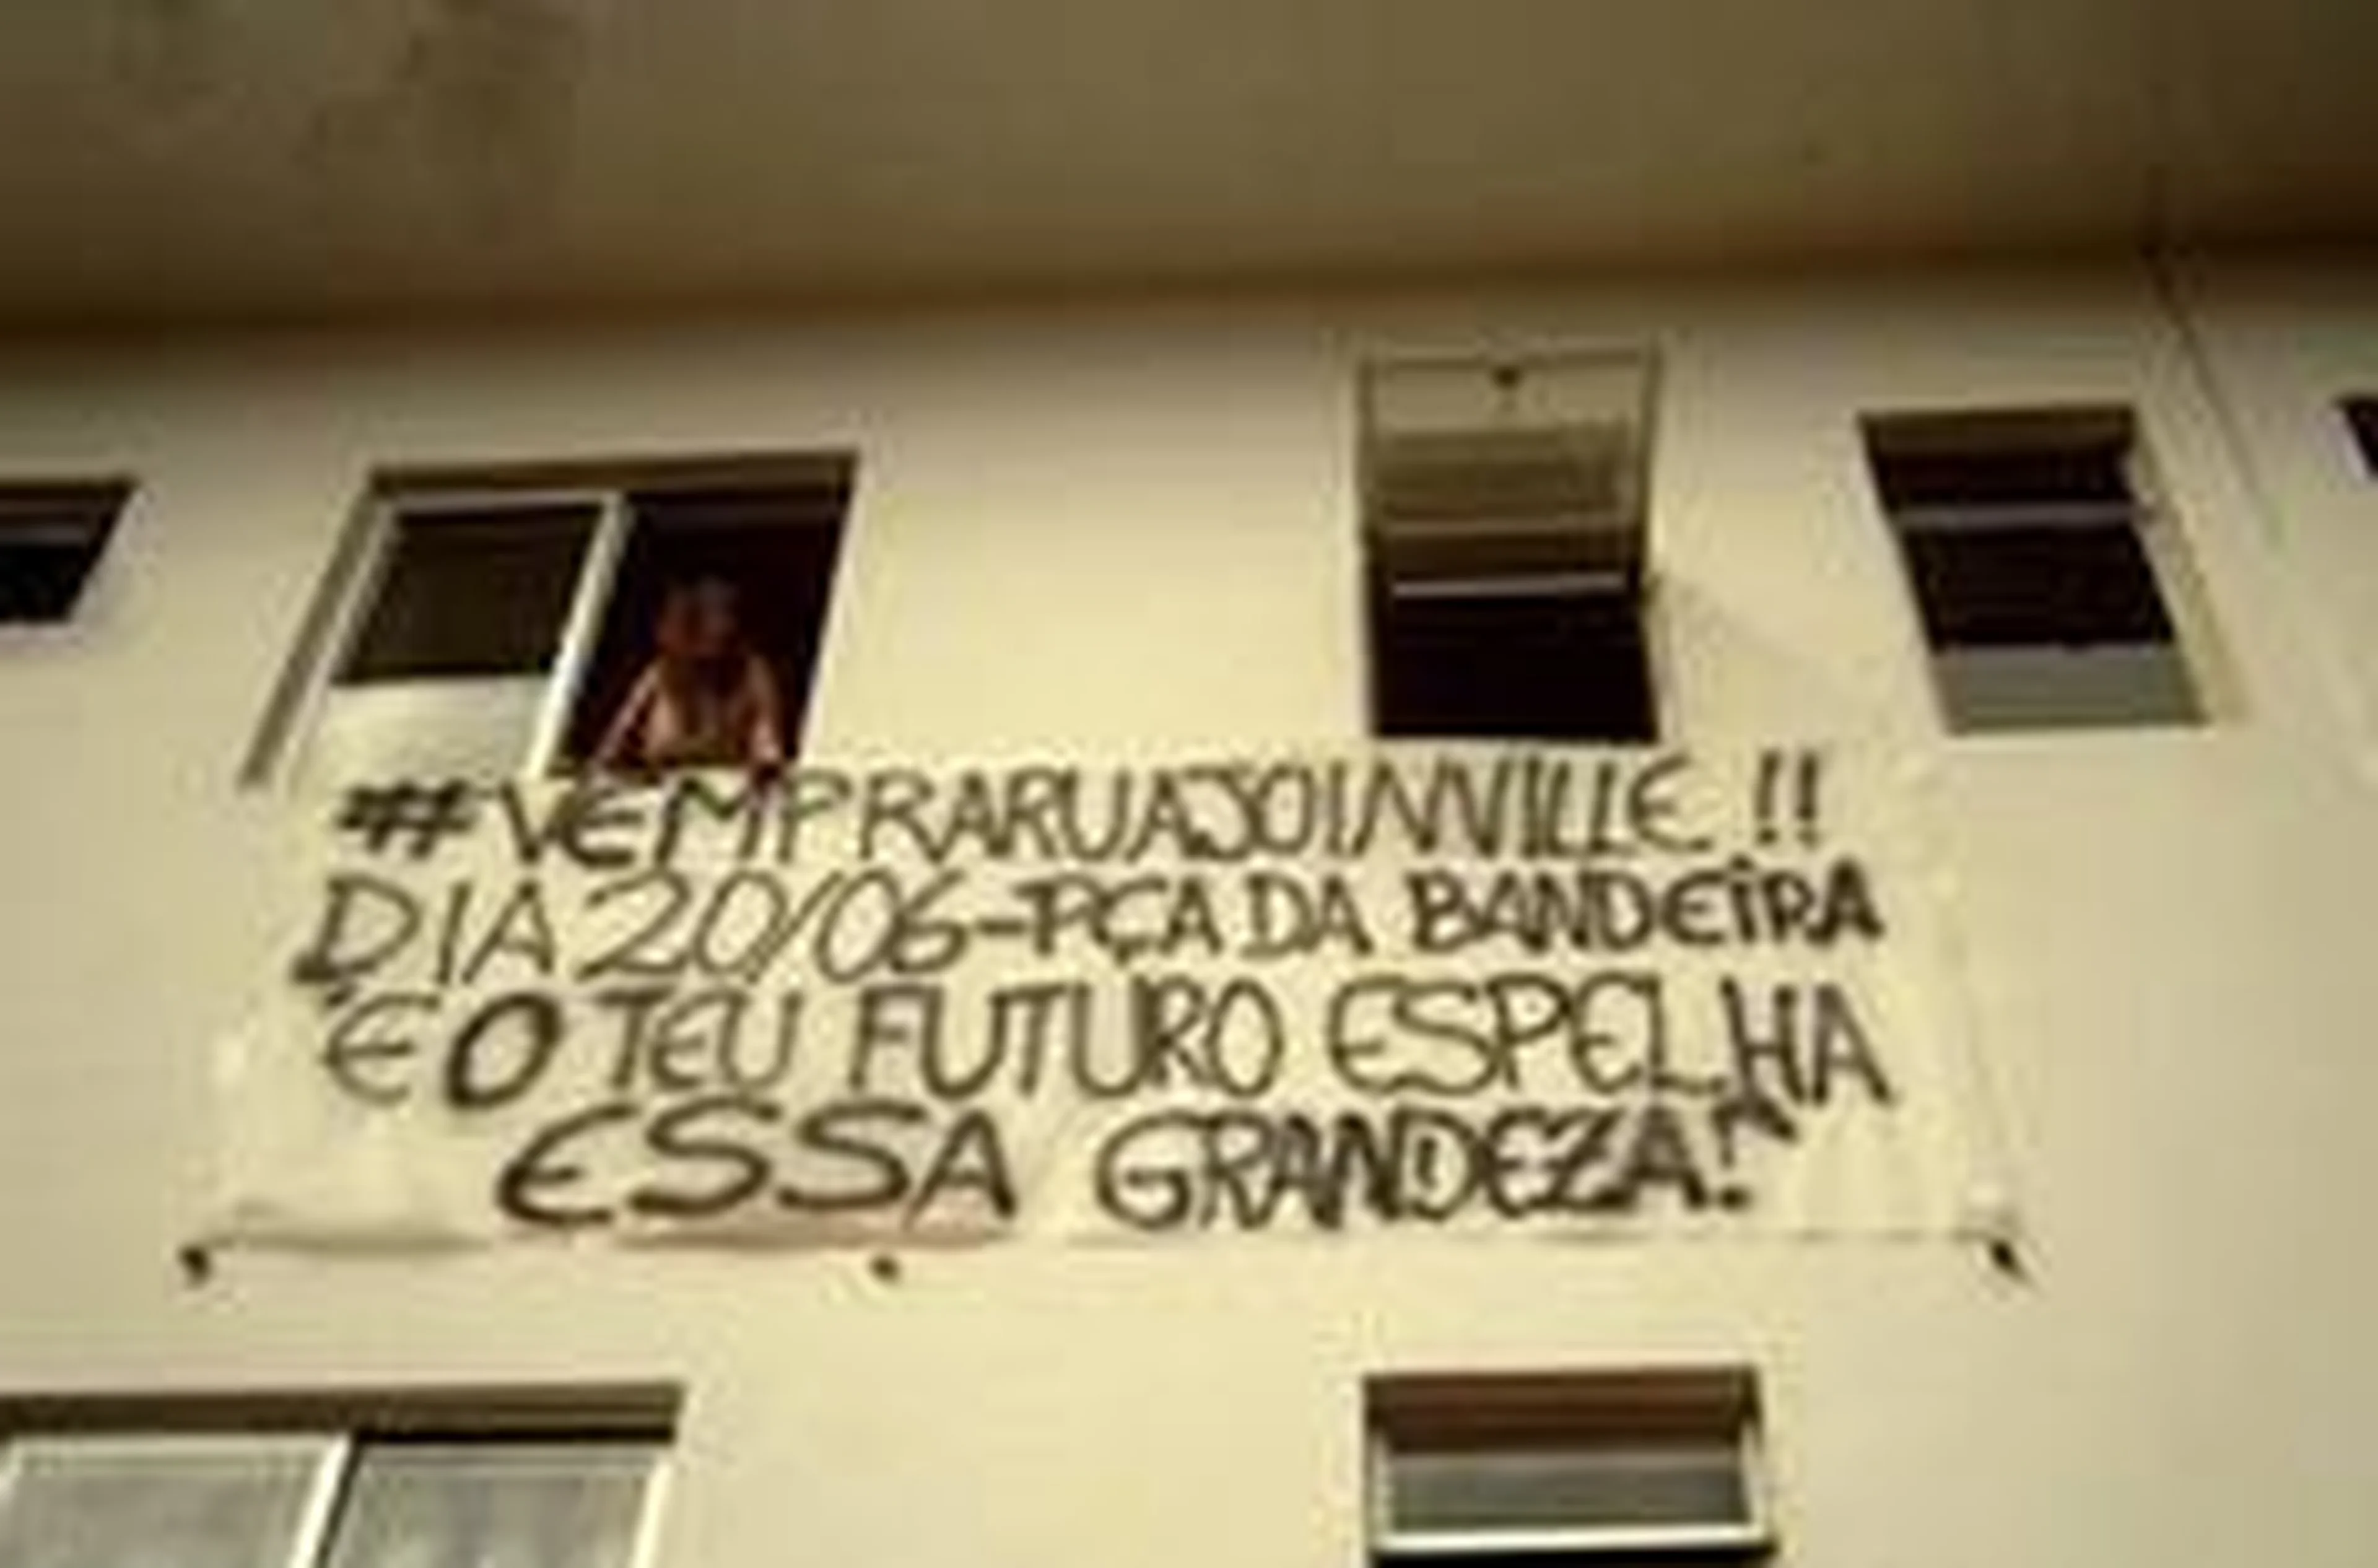 #VEMPRARUAJOINVILLE!!
DIA 20/06-PÇA DA BANDEIRA
"E O TEU FUTURO ESPELHA
ESSA GRANDEZA!"